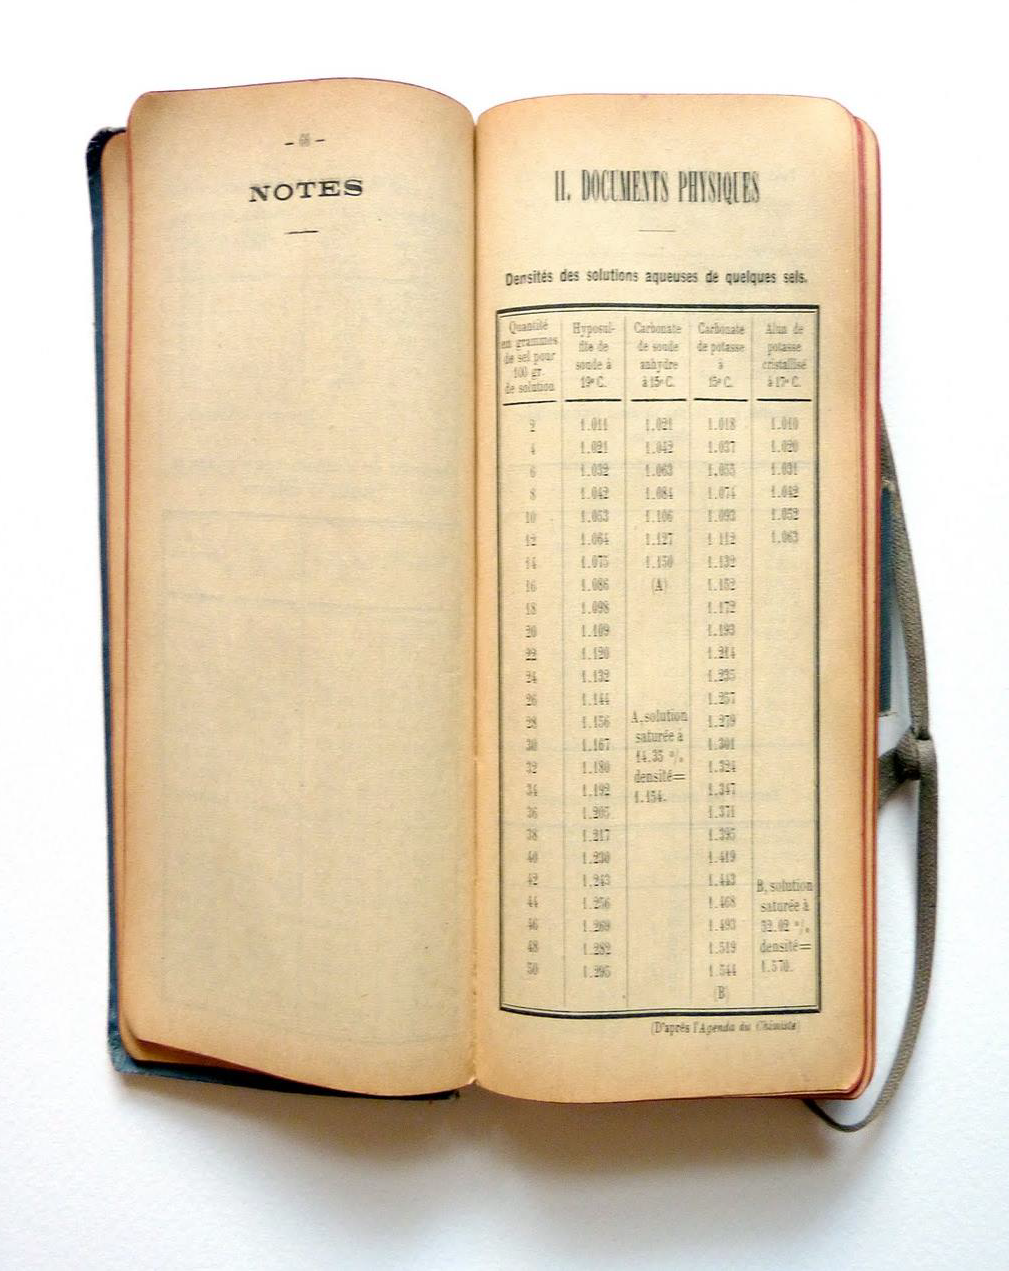 NOTES
II. DOCUMENTS PHYSIQUES
Densités des solutions aqueuses de quelques sels.
Quantité en grammes de sel pour 100 gr. de solution
Hyposulfite de soude à 19° C.
Carbonate de soude anhydre à 15° C.
Carbonate de potasse à 15° C.
Alun de potasse cristallisé à 17° C.
2 1.011 1.021 1.018 1.010
4 1.021 1.042 1.037 1.020
6 1.032 1.063 1.055 1.031
8 1.042 1.084 1.074 1.042
10 1.053 1.106 1.093 1.052
12 1.064 1.127 1 112 1.063
14 1.075 1.150 1.132
16 1.086 (A) 1.152
18 1.098 1.172
20 1.109 1.193
22 1.120 1.214
24 1.132 1.235
26 1.144 1.257
28 1.156 1.279
30 1.167 1.301
32 1.180 1.324
34 1.192 1.347
36 1.205 1.371
38 1.217 1.395
40 1.230 1.419
42 1.243 1.443
44 1.256 1.468
46 1.269 1.493
48 1.282 1.519
50 1.295 1.544
(B)
A, solution
saturée à
14.35 %
densité=
1.154.
B, solution
saturée à
52.02 %
densité=
1.570.
(D'après l'Agenda du Chimiste)